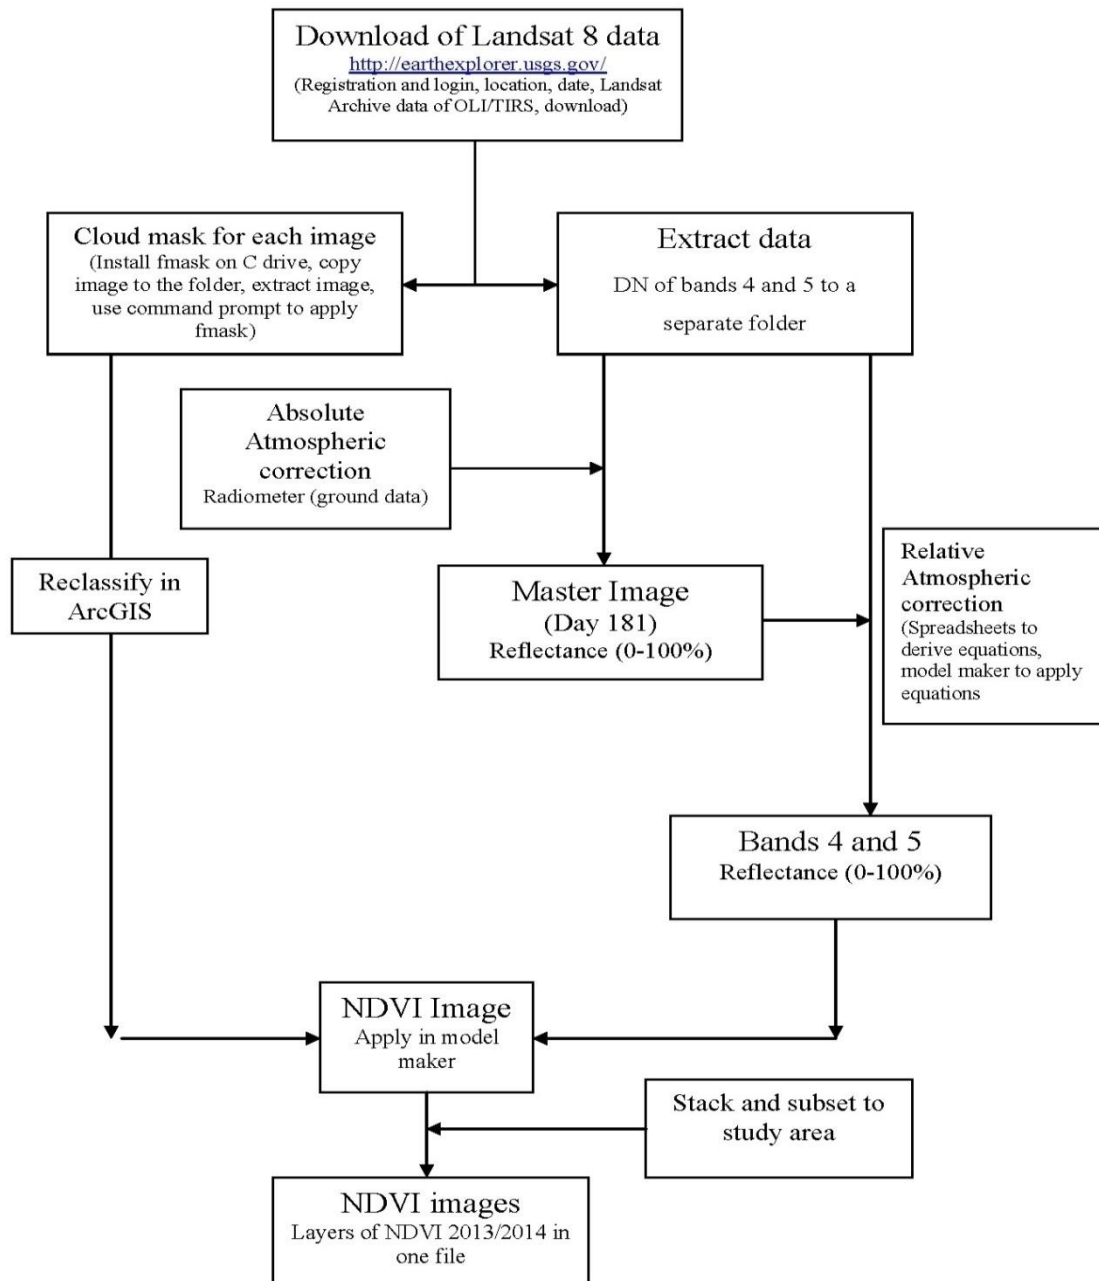 Download of Landsat 8 data
http://earthexplorer.usgs.gov/
(Registration and login, location, date, Landsat
Archive data of OLI/TIRS, download)
Cloud mask for each image
(Install fmask on C drive, copy
image to the folder, extract image,
use command prompt to apply
fmask)
Extract data
DN of bands 4 and 5 to a
separate folder
Absolute
Atmospheric
correction
Radiometer (ground data)
Reclassify in
ArcGIS
Master Image
(Day 181)
Reflectance (0-100%)
Relative
Atmospheric
correction
(Spreadsheets to
derive equations,
model maker to apply
equations
Bands 4 and 5
Reflectance (0-100%)
NDVI Image
Apply in model
maker
Stack and subset to
study area
NDVI images
Layers of NDVI 2013/2014 in
one file